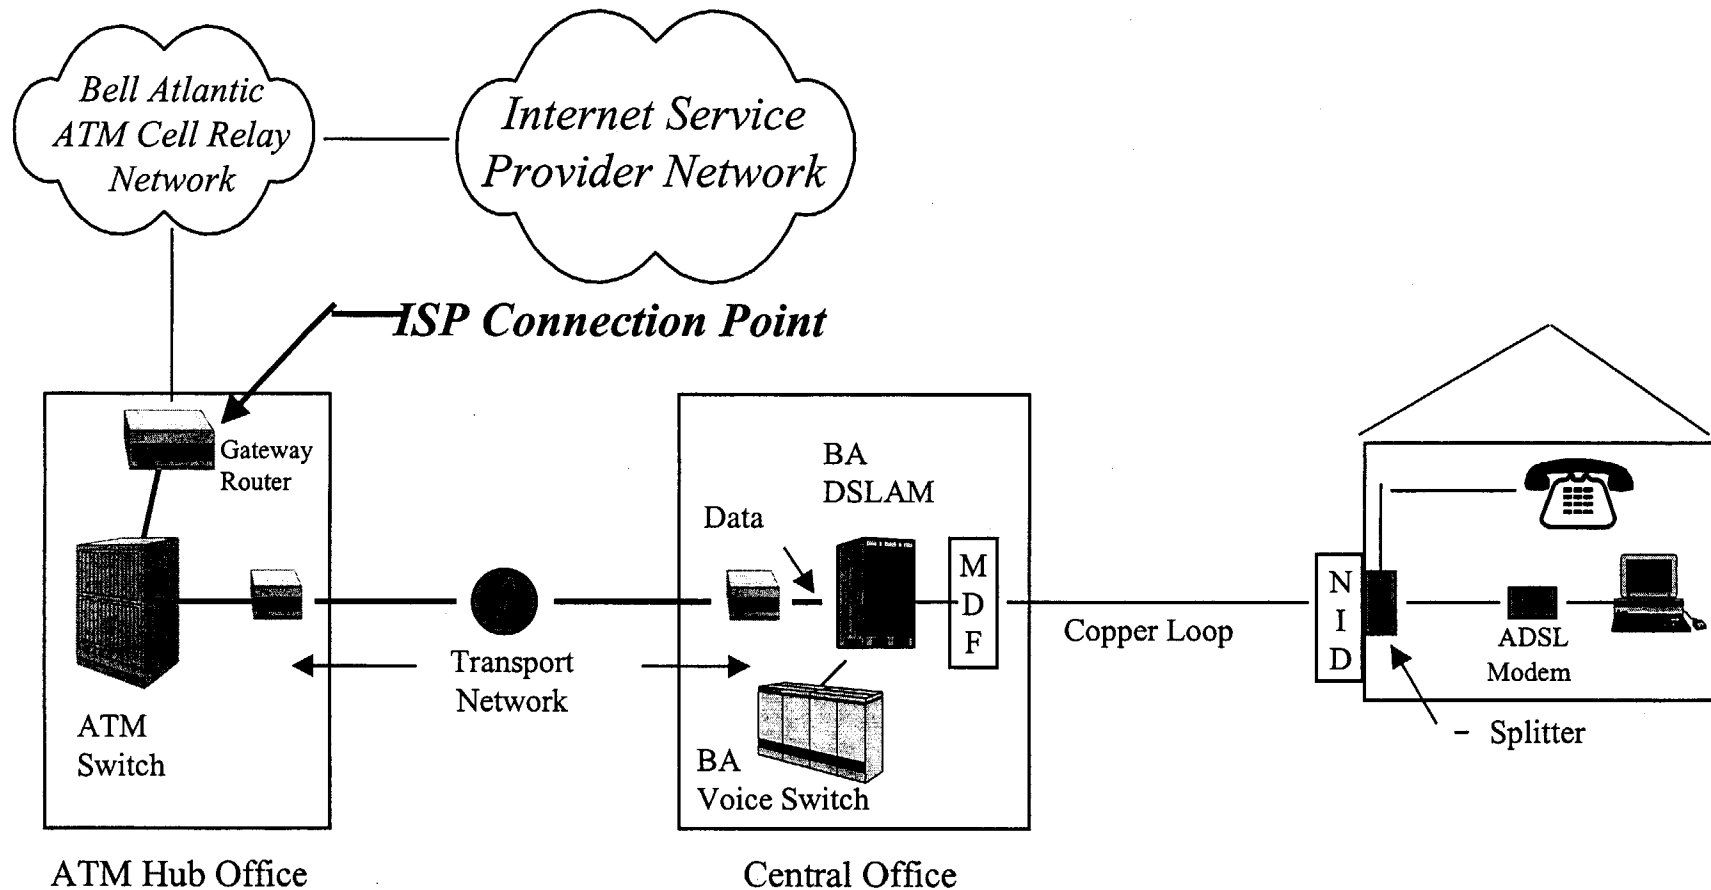 Bell Atlantic
ATM Cell Relay
Network
Internet Service
Provider Network
ISP Connection Point
Gateway
Router
ATM
Switch
ATM Hub Office
Transport
Network
BA
DSLAM
Data
M
D
F
BA
Voice Switch
Central Office
Copper Loop
N
I
D
ADSL
Modem
- Splitter